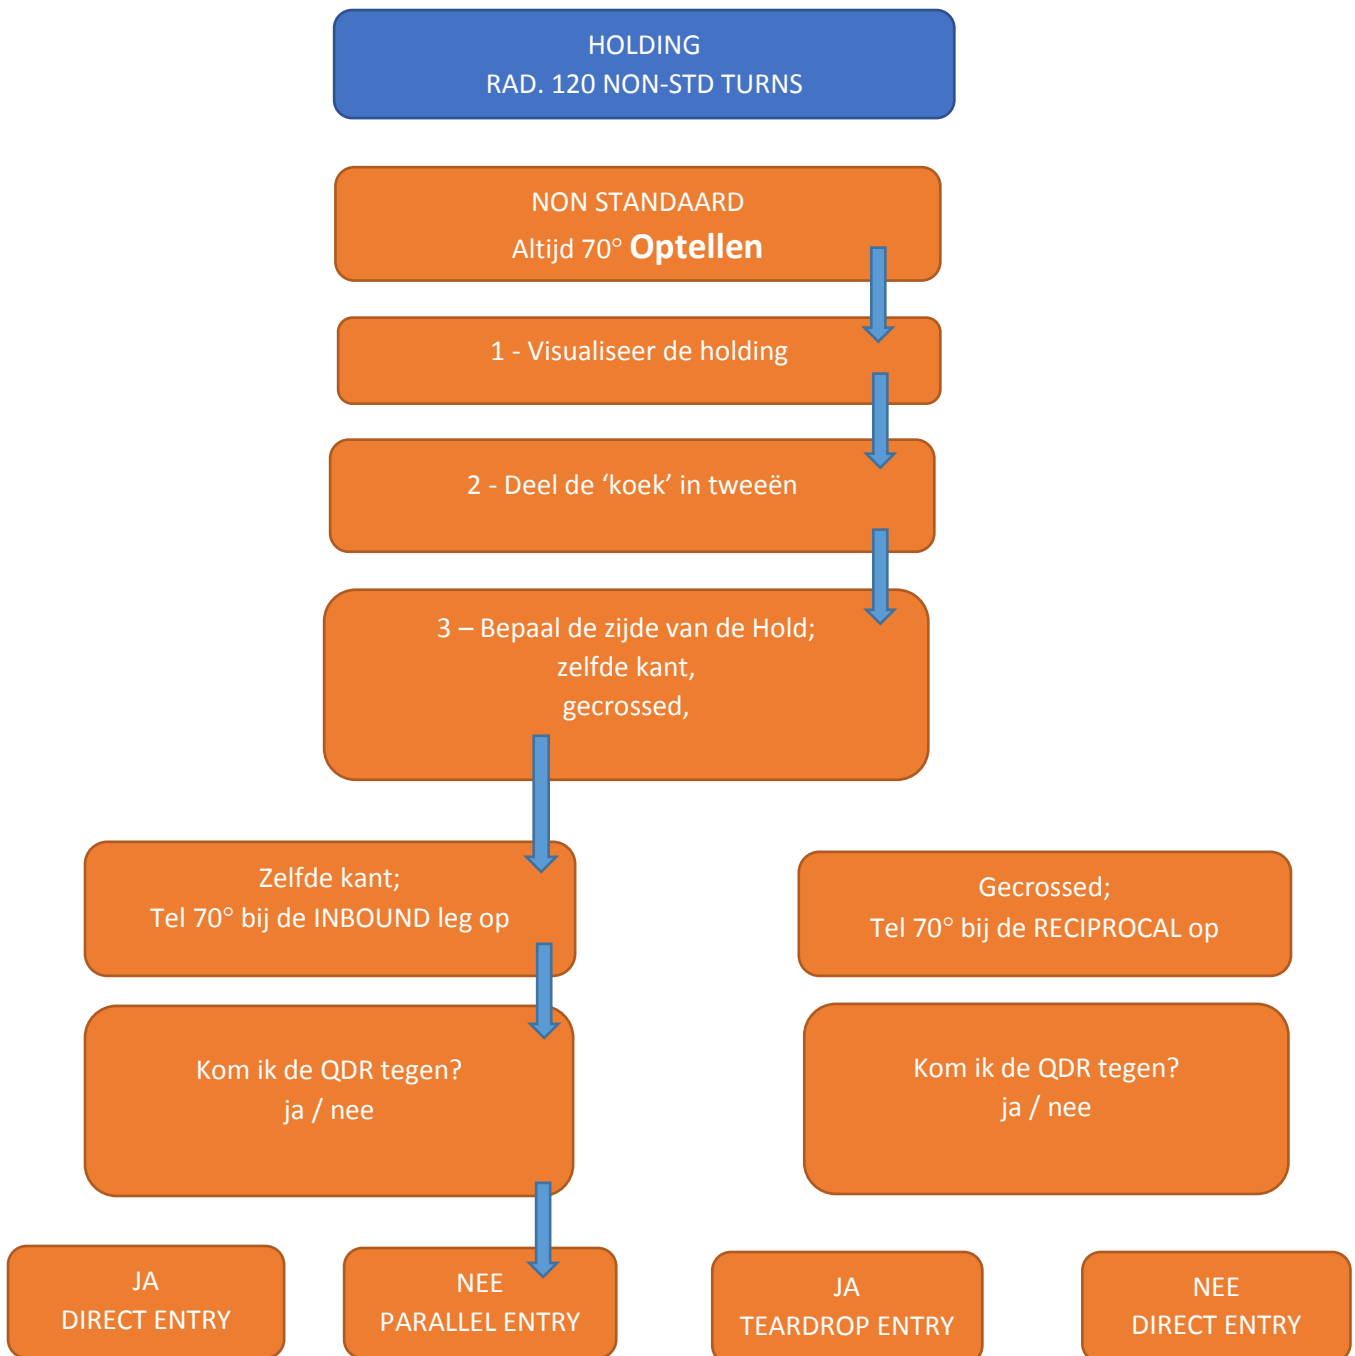 HOLDING
RAD. 120 NON-STD TURNS
NON STANDAARD
Altijd 70° Optellen
1 - Visualiseer de holding
2 - Deel de ‘koek’ in tweeën
3 – Bepaal de zijde van de Hold;
zelfde kant,
gecrossed,
Zelfde kant;
Tel 70° bij de INBOUND leg op
Gecrossed;
Tel 70° bij de RECIPROCAL op
Kom ik de QDR tegen?
ja / nee
Kom ik de QDR tegen?
ja / nee
JA
DIRECT ENTRY
NEE
PARALLEL ENTRY
JA
TEARDROP ENTRY
NEE
DIRECT ENTRY